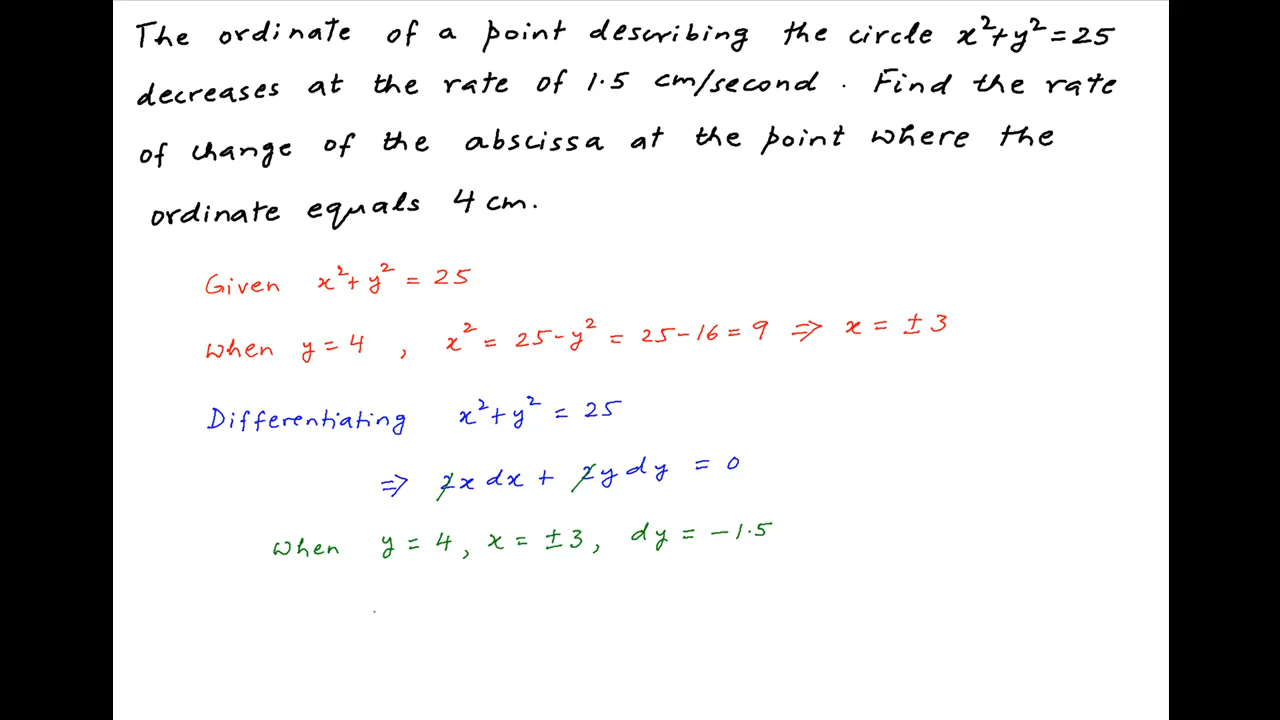 The ordinate of a point describing the circle x²+y²=25
decreases at the rate of 1.5 cm/second. Find the rate
of change of the abscissa at the point where the
ordinate equals 4 cm.
Given x²+y² = 25
When y = 4, x² = 25-y² = 25-16 = 9 ⇒ x = ±3
Differentiating x²+y² = 25
⇒ 2x dx + 2y dy = 0
When y = 4, x = ±3, dy = -1.5